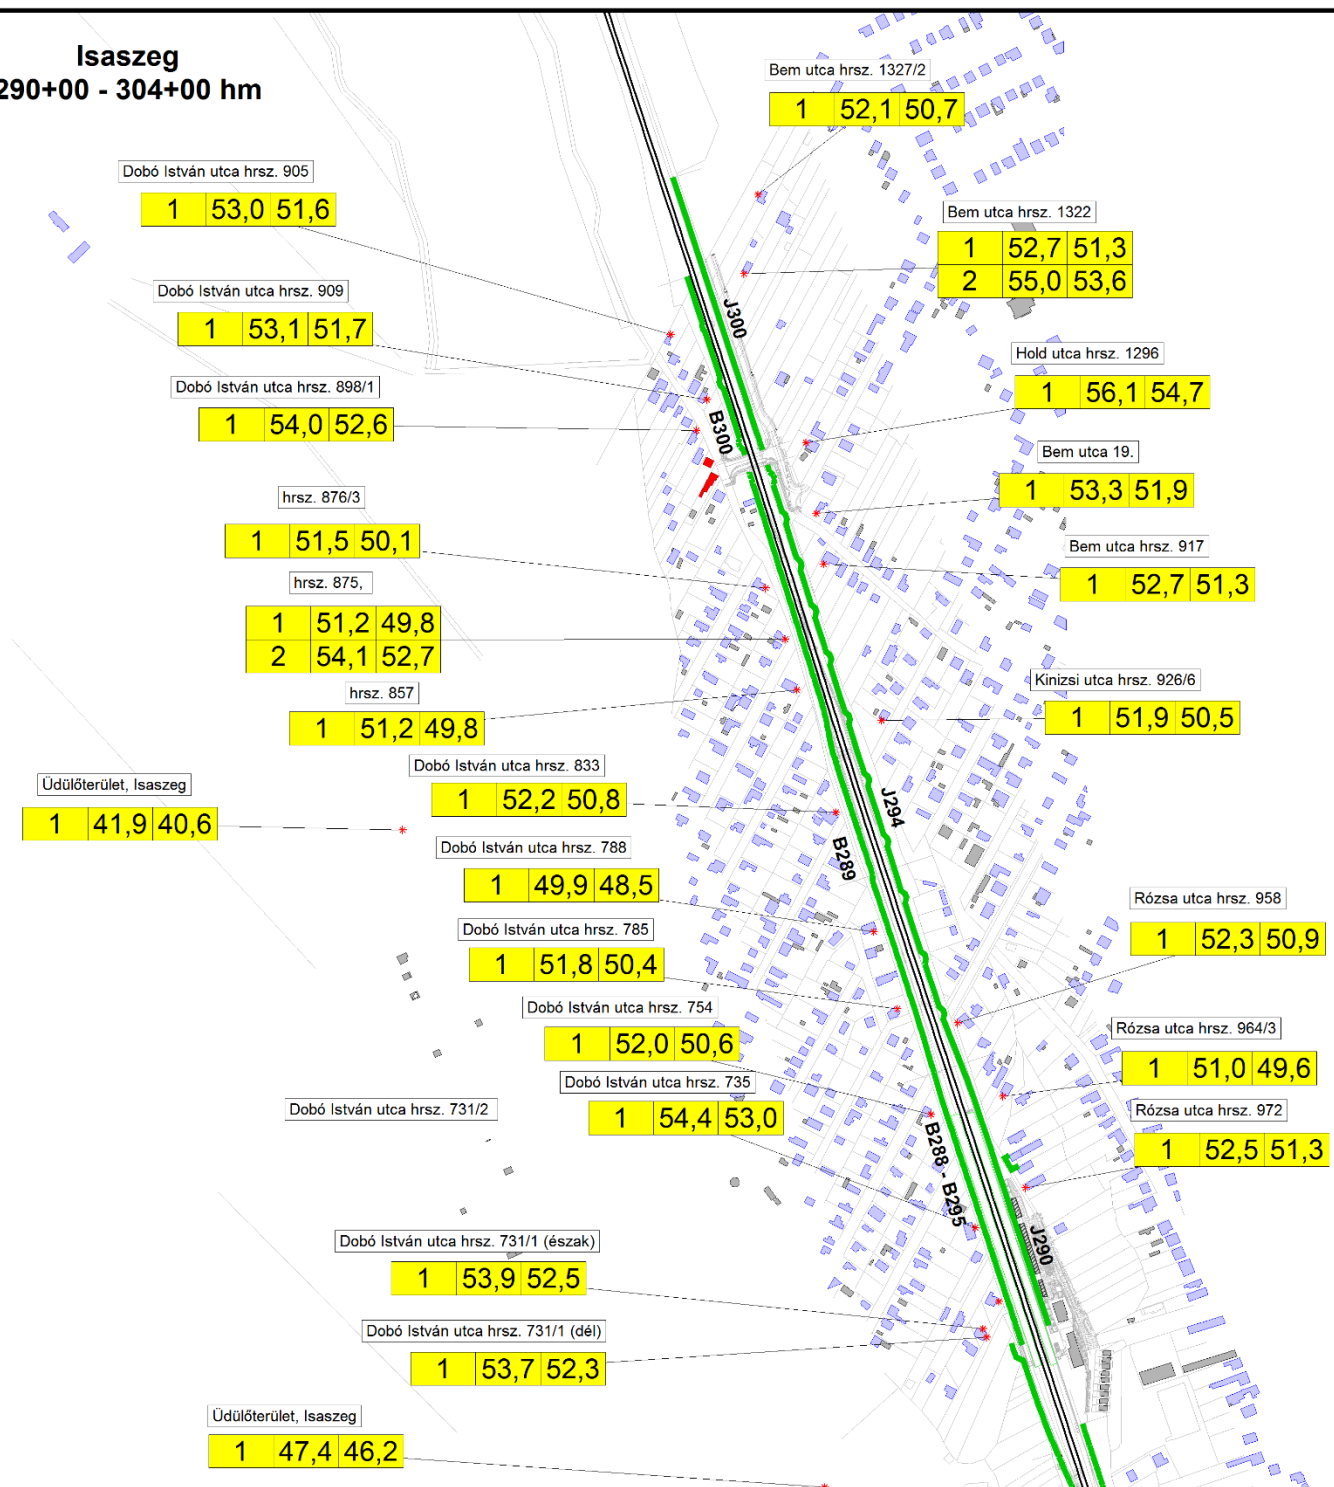 Isaszeg
290+00 - 304+00 hm
Bem utca hrsz. 1327/2
1 52,1 50,7
Dobó István utca hrsz. 905
1 53,0 51,6
Bem utca hrsz. 1322
1 52,7 51,3
2 55,0 53,6
Dobó István utca hrsz. 909
1 53,1 51,7
J300
Hold utca hrsz. 1296
1 56,1 54,7
Dobó István utca hrsz. 898/1
1 54,0 52,6
B300
Bem utca 19.
1 53,3 51,9
hrsz. 876/3
1 51,5 50,1
Bem utca hrsz. 917
1 52,7 51,3
hrsz. 875,
1 51,2 49,8
2 54,1 52,7
hrsz. 857
1 51,2 49,8
Kinizsi utca hrsz. 926/6
1 51,9 50,5
Dobó István utca hrsz. 833
1 52,2 50,8
Üdülőterület, Isaszeg
1 41,9 40,6
J294
B289
Dobó István utca hrsz. 788
1 49,9 48,5
Rózsa utca hrsz. 958
1 52,3 50,9
Dobó István utca hrsz. 785
1 51,8 50,4
Dobó István utca hrsz. 754
1 52,0 50,6
Rózsa utca hrsz. 964/3
1 51,0 49,6
Dobó István utca hrsz. 735
1 54,4 53,0
Dobó István utca hrsz. 731/2
Rózsa utca hrsz. 972
1 52,5 51,3
B288 - B295
J290
Dobó István utca hrsz. 731/1 (észak)
1 53,9 52,5
Dobó István utca hrsz. 731/1 (dél)
1 53,7 52,3
Üdülőterület, Isaszeg
1 47,4 46,2